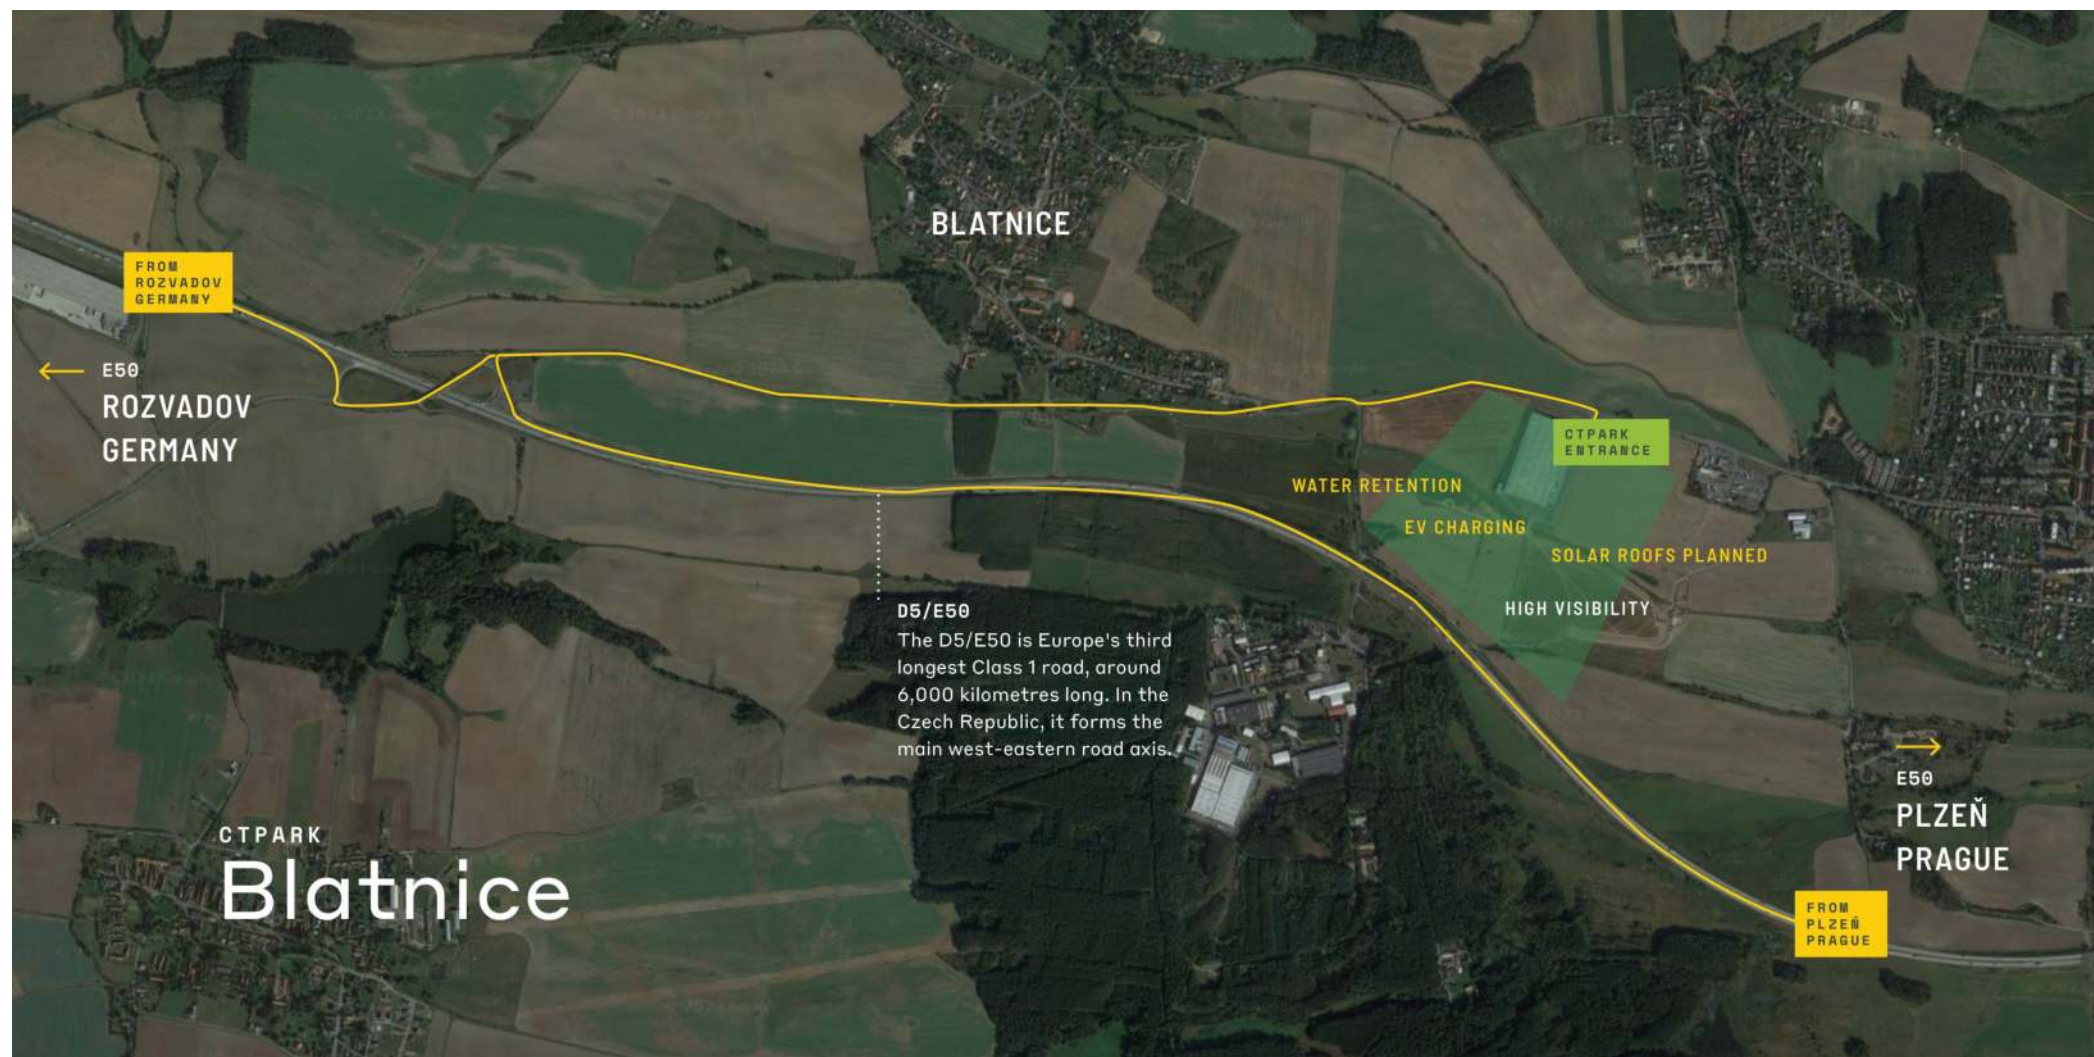 BLATNICE
FROM
ROZVADOV
GERMANY
E50
ROZVADOV
GERMANY
CTPARK
ENTRANCE
WATER RETENTION
EV CHARGING
SOLAR ROOFS PLANNED
HIGH VISIBILITY
D5/E50
The D5/E50 is Europe's third
longest Class 1 road, around
6,000 kilometres long. In the
Czech Republic, it forms the
main west-eastern road axis.
E50
PLZEŇ
PRAGUE
CTPARK
Blatnice
FROM
PLZEŇ
PRAGUE